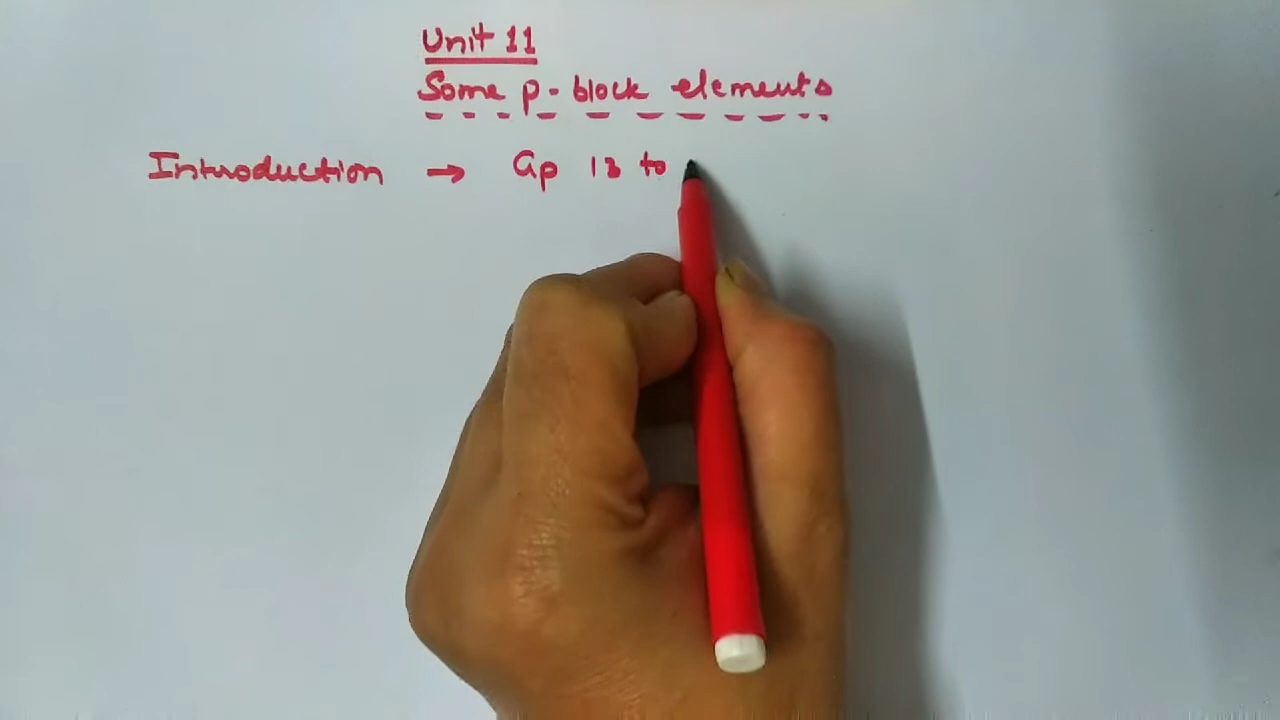 Unit 11
Some p-block elements
Introduction → Gp 13 to